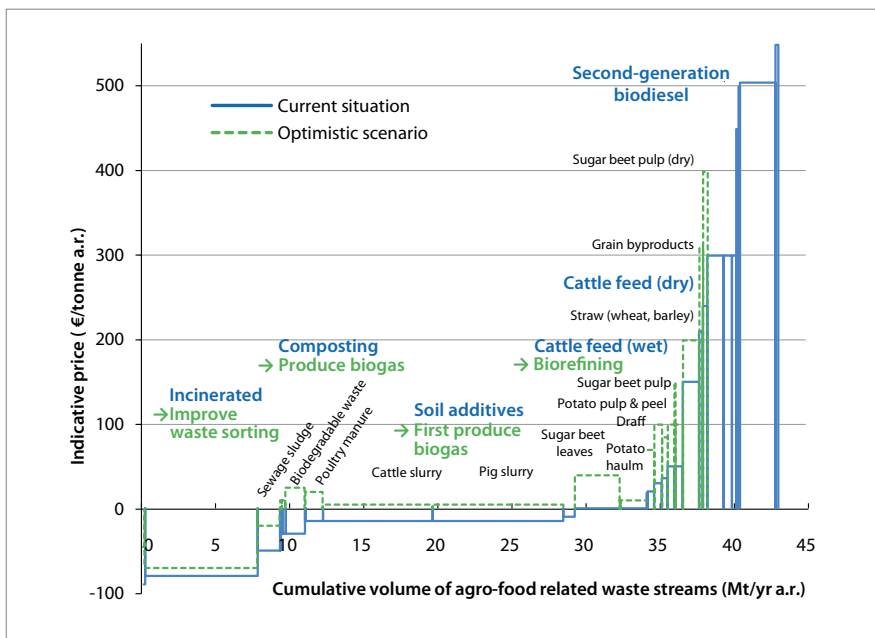 Second-generation
biodiesel
500
Current situation
Optimistic scenario
400
Sugar beet pulp (dry)
300
Grain byproducts
Cattle feed (dry)
Straw (wheat, barley)
200
Composting
→ Produce biogas
Cattle feed (wet)
→ Biorefining
Incinerated
→ Improve
waste sorting
Sewage sludge
Biodegradable waste
Poultry manure
Soil additives
→ First produce
biogas
Sugar beet pulp
Potato pulp & peel
Draff
100
Sugar beet
leaves
Potato
haulm
Cattle slurry
Pig slurry
0
-100
0 5 10 15 20 25 30 35 40 45
Indicative price ( €/tonne a.r.)
Cumulative volume of agro-food related waste streams (Mt/yr a.r.)